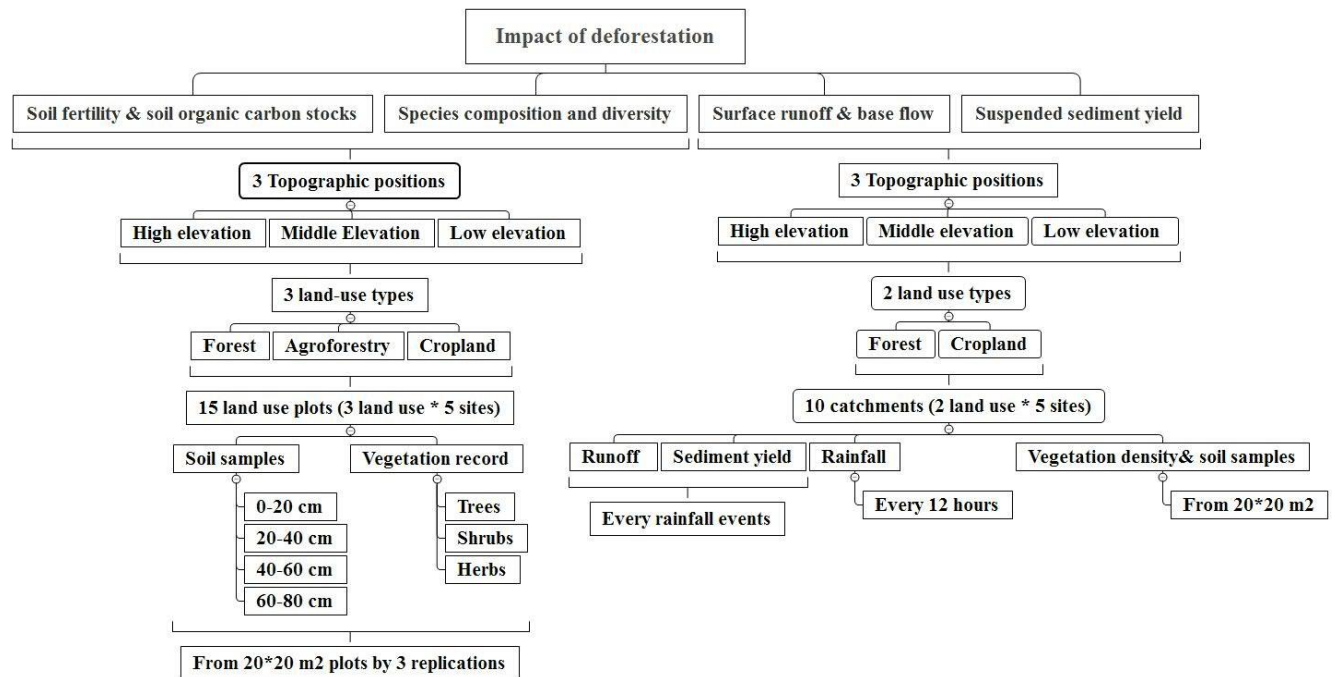 Impact of deforestation
Soil fertility & soil organic carbon stocks
Species composition and diversity
Surface runoff & base flow
Suspended sediment yield
3 Topographic positions
High elevation
Middle Elevation
Low elevation
3 land-use types
Forest
Agroforestry
Cropland
15 land use plots (3 land use * 5 sites)
Soil samples
0-20 cm
20-40 cm
40-60 cm
60-80 cm
Vegetation record
Trees
Shrubs
Herbs
From 20*20 m2 plots by 3 replications
3 Topographic positions
High elevation
Middle elevation
Low elevation
2 land use types
Forest
Cropland
10 catchments (2 land use * 5 sites)
Runoff
Sediment yield
Every rainfall events
Rainfall
Every 12 hours
Vegetation density& soil samples
From 20*20 m2